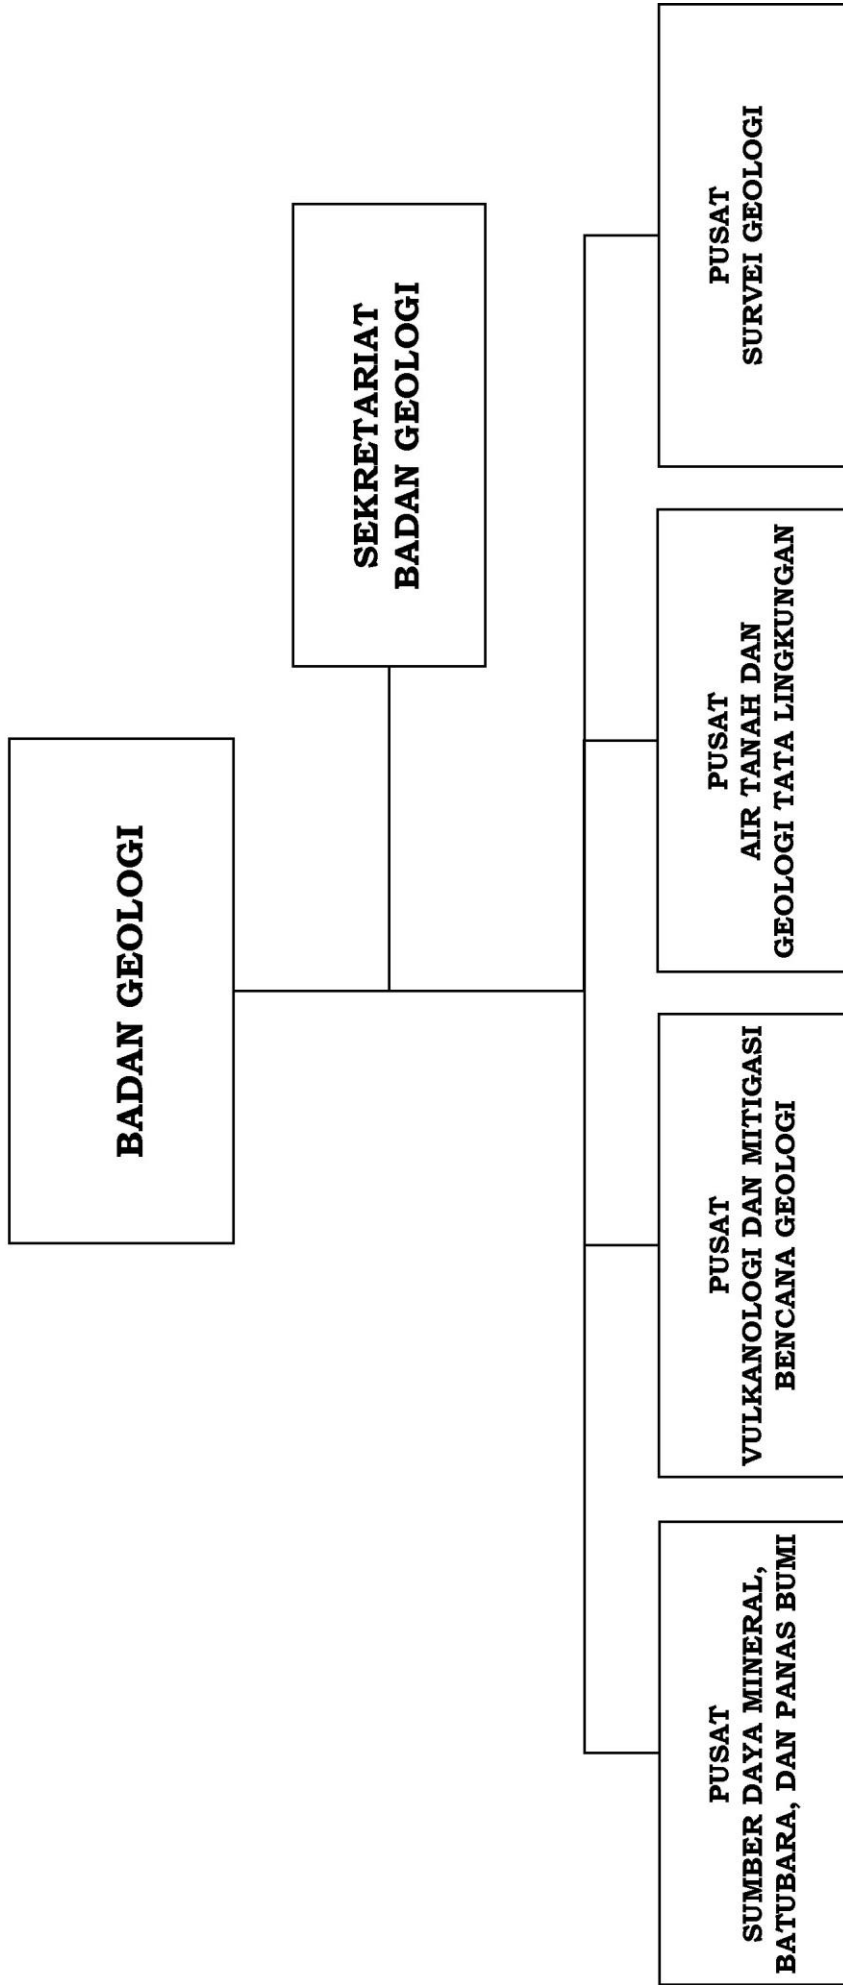 BADAN GEOLOGI
SEKRETARIAT
BADAN GEOLOGI
PUSAT
SUMBER DAYA MINERAL,
BATUBARA, DAN PANAS BUMI
PUSAT
VULKANOLOGI DAN MITIGASI
BENCANA GEOLOGI
PUSAT
AIR TANAH DAN
GEOLOGI TATA LINGKUNGAN
PUSAT
SURVEI GEOLOGI